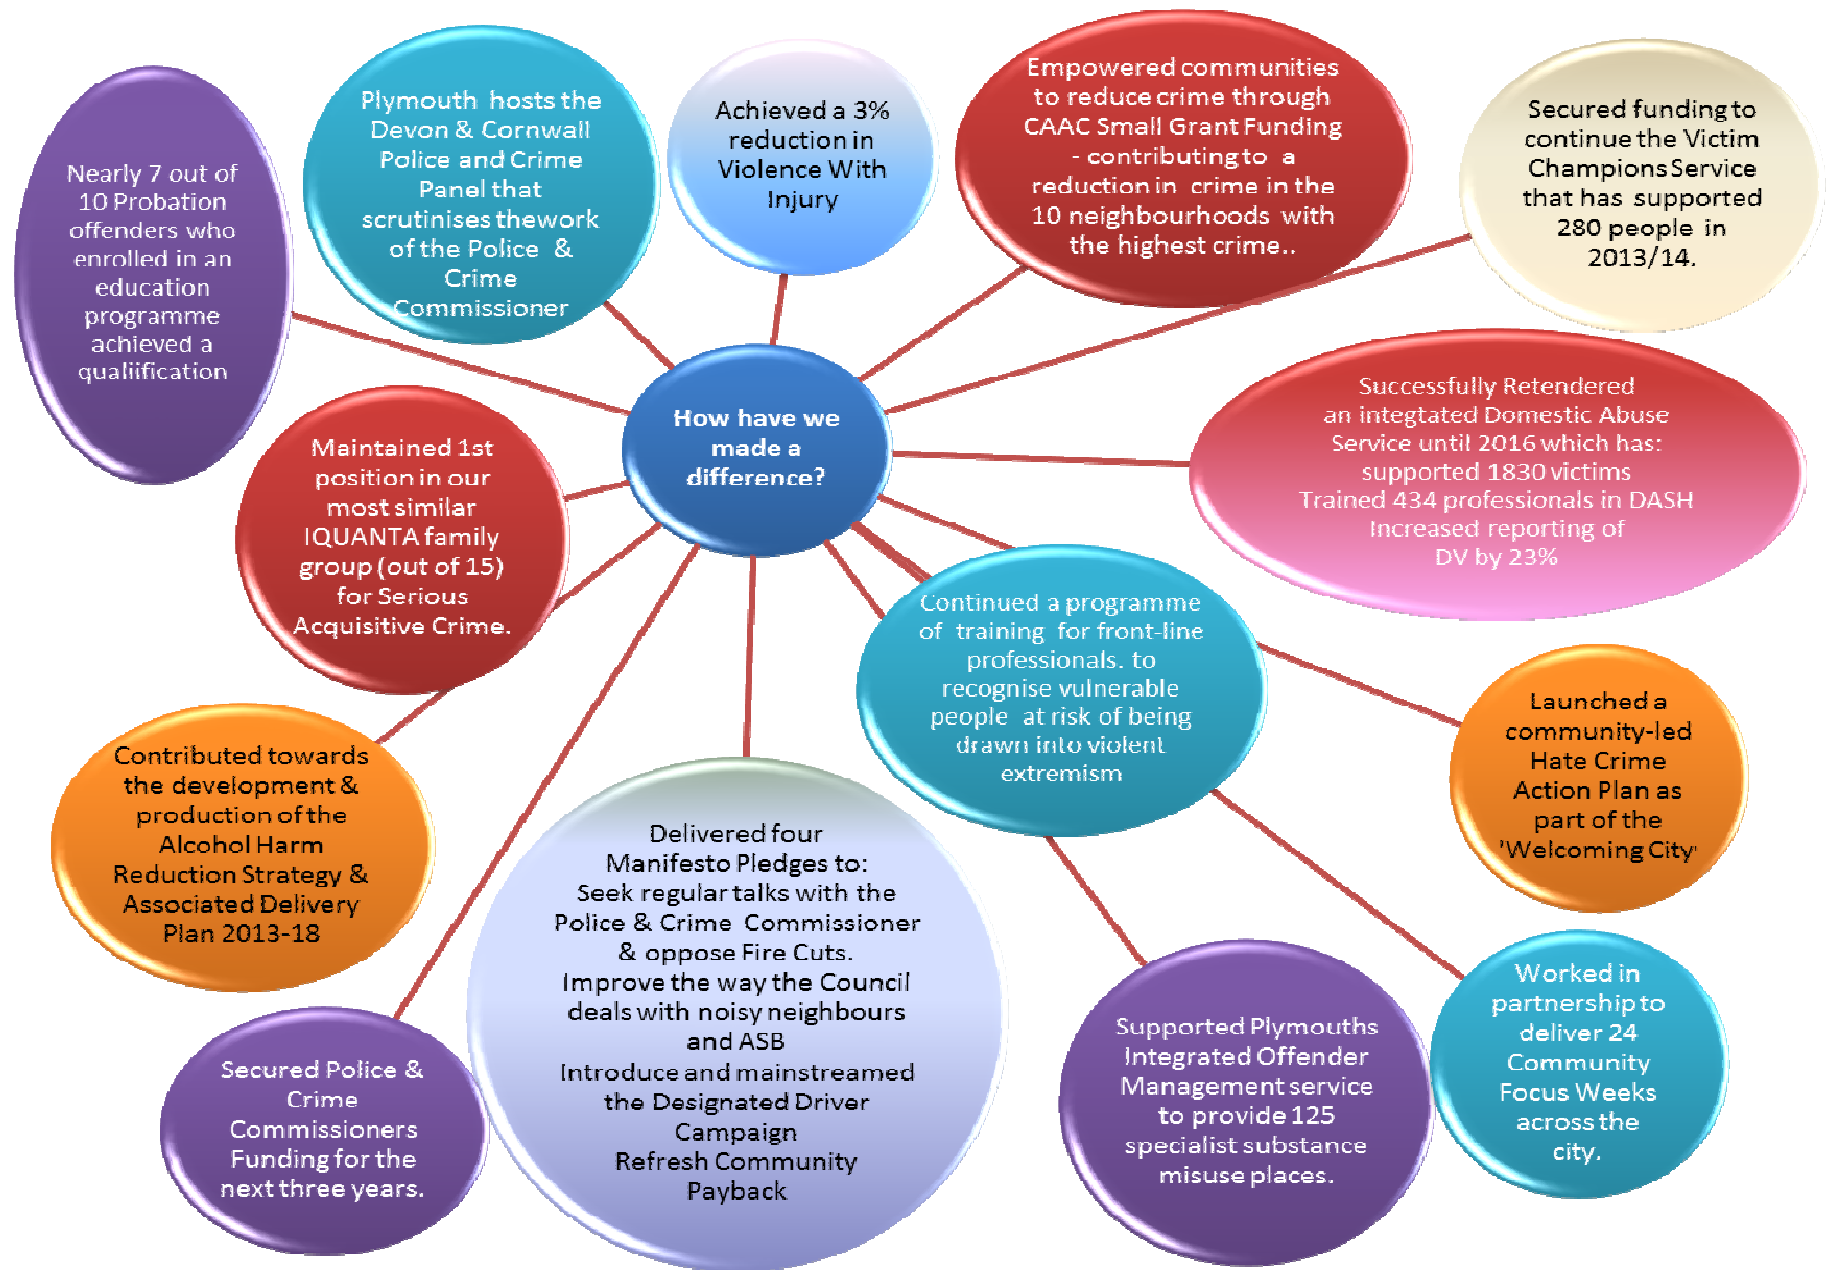 How have we
made a
difference?
Achieved a 3%
reduction in
Violence With
Injury
Empowered communities
to reduce crime through
CAAC Small Grant Funding
- contributing to a
reduction in crime in the
10 neighbourhoods with
the highest crime..
Secured funding to
continue the Victim
Champions Service
that has supported
280 people in
2013/14.
Successfully Retendered
an integtated Domestic Abuse
Service until 2016 which has:
supported 1830 victims
Trained 434 professionals in DASH
Increased reporting of
DV by 23%
Launched a
community-led
Hate Crime
Action Plan as
part of the
'Welcoming City'
Worked in
partnership to
deliver 24
Community
Focus Weeks
across the
city.
Supported Plymouths
Integrated Offender
Management service
to provide 125
specialist substance
misuse places.
Continued a programme
of training for front-line
professionals. to
recognise vulnerable
people at risk of being
drawn into violent
extremism
Delivered four
Manifesto Pledges to:
Seek regular talks with the
Police & Crime Commissioner
& oppose Fire Cuts.
Improve the way the Council
deals with noisy neighbours
and ASB
Introduce and mainstreamed
the Designated Driver
Campaign
Refresh Community
Payback
Secured Police &
Crime
Commissioners
Funding for the
next three years.
Contributed towards
the development &
production of the
Alcohol Harm
Reduction Strategy &
Associated Delivery
Plan 2013-18
Maintained 1st
position in our
most similar
IQUANTA family
group (out of 15)
for Serious
Acquisitive Crime.
Nearly 7 out of
10 Probation
offenders who
enrolled in an
education
programme
achieved a
qualiification
Plymouth hosts the
Devon & Cornwall
Police and Crime
Panel that
scrutinises thework
of the Police &
Crime
Commissioner